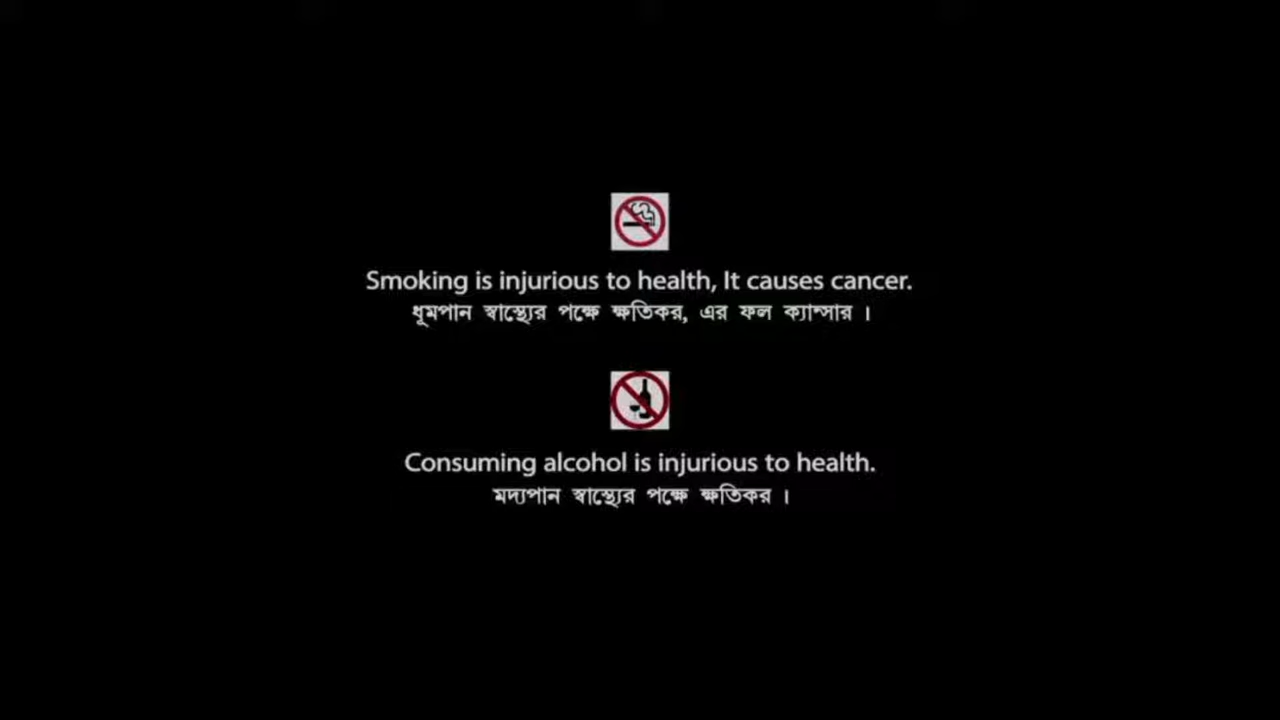 Smoking is injurious to health, It causes cancer.
ধূমপান স্বাস্থ্যের পক্ষে ক্ষতিকর, এর ফল ক্যান্সার ।
Consuming alcohol is injurious to health.
মদ্যপান স্বাস্থ্যের পক্ষে ক্ষতিকর ।